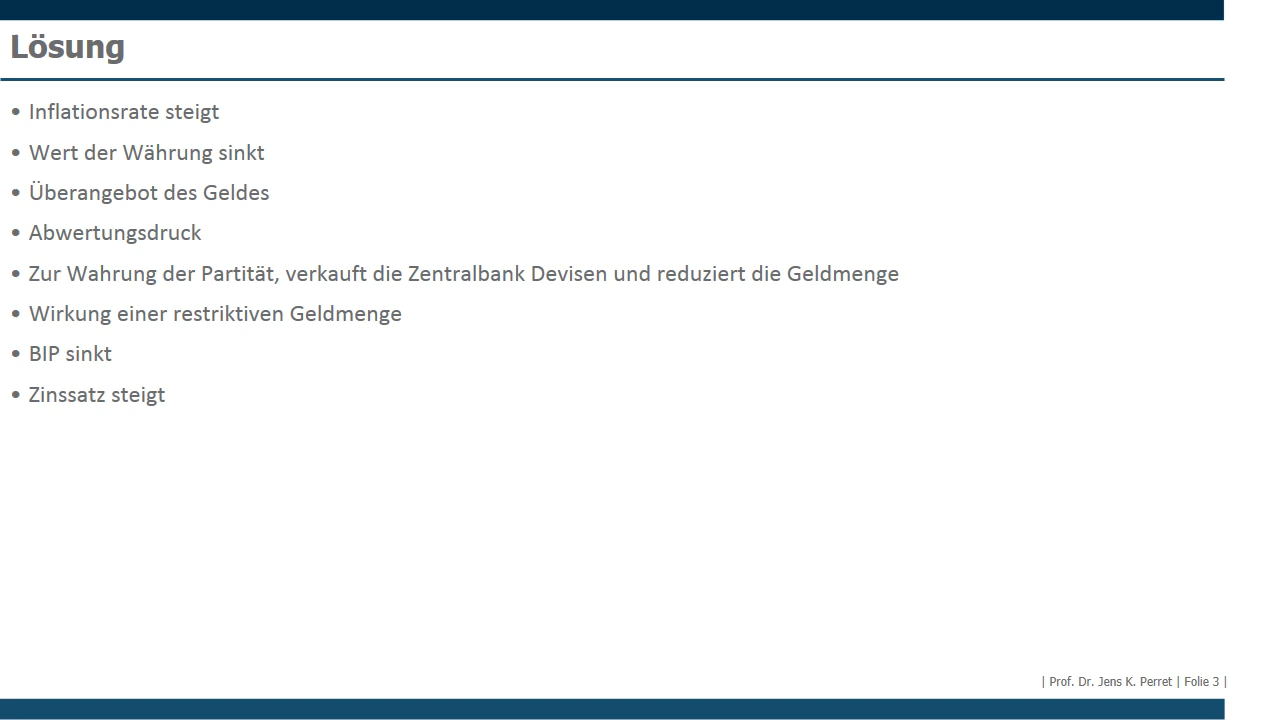 Lösung
• Inflationsrate steigt
• Wert der Währung sinkt
• Überangebot des Geldes
• Abwertungsdruck
• Zur Wahrung der Partität, verkauft die Zentralbank Devisen und reduziert die Geldmenge
• Wirkung einer restriktiven Geldmenge
• BIP sinkt
• Zinssatz steigt
| Prof. Dr. Jens K. Perret | Folie 3 |